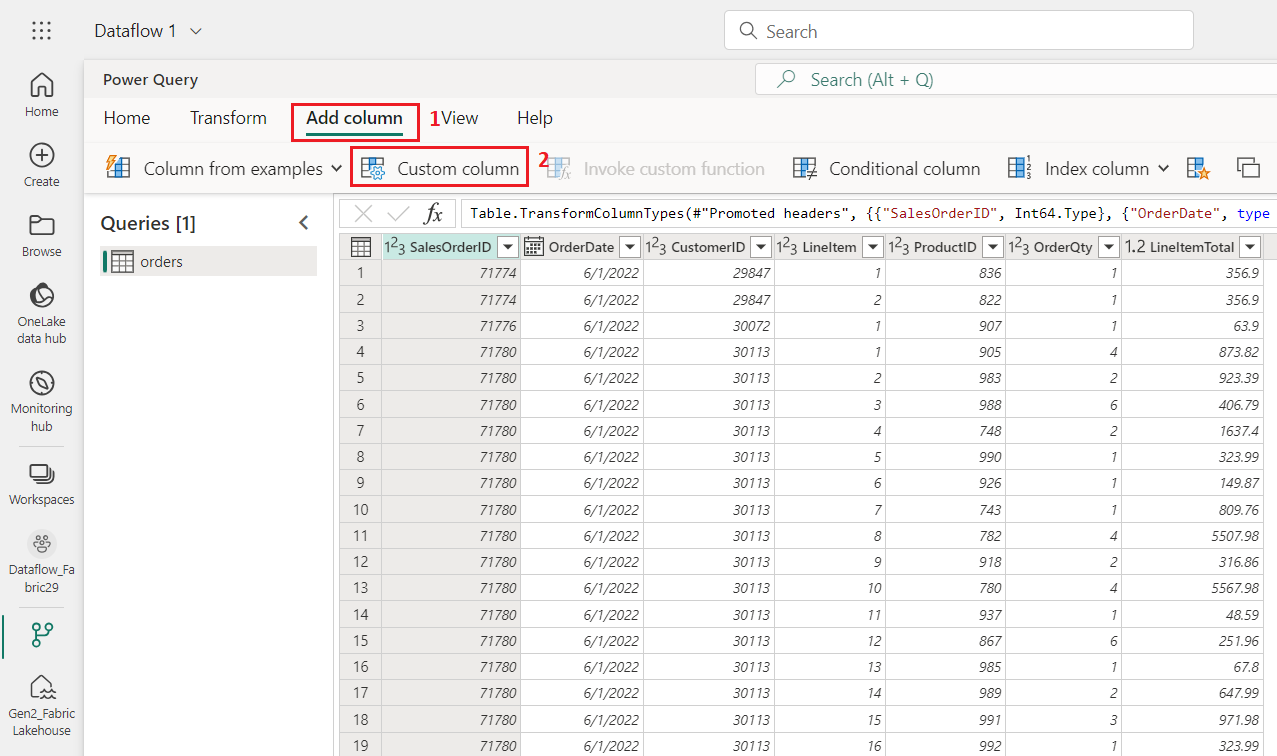 Dataflow 1
Search
Power Query
Search (Alt + Q)
Home
Transform
Add column
1
View
Help
Column from examples
Custom column
2
Invoke custom function
Conditional column
Index column
Home
Create
Browse
OneLake
data hub
Monitoring
hub
Workspaces
Dataflow_Fa
bric29
Gen2_Fabric
Lakehouse
Queries [1]
orders
fx Table.TransformColumnTypes(#"Promoted headers", {{"SalesOrderID", Int64.Type}, {"OrderDate", type
1²3 SalesOrderID OrderDate 1²3 CustomerID 1²3 LineItem 1²3 ProductID 1²3 OrderQty 1.2 LineItemTotal
1 71774 6/1/2022 29847 1 836 1 356.9
2 71774 6/1/2022 29847 2 822 1 356.9
3 71776 6/1/2022 30072 1 907 1 63.9
4 71780 6/1/2022 30113 1 905 4 873.82
5 71780 6/1/2022 30113 2 983 2 923.39
6 71780 6/1/2022 30113 3 988 6 406.79
7 71780 6/1/2022 30113 4 748 2 1637.4
8 71780 6/1/2022 30113 5 990 1 323.99
9 71780 6/1/2022 30113 6 926 1 149.87
10 71780 6/1/2022 30113 7 743 1 809.76
11 71780 6/1/2022 30113 8 782 4 5507.98
12 71780 6/1/2022 30113 9 918 2 316.86
13 71780 6/1/2022 30113 10 780 4 5567.98
14 71780 6/1/2022 30113 11 937 1 48.59
15 71780 6/1/2022 30113 12 867 6 251.96
16 71780 6/1/2022 30113 13 985 1 67.8
17 71780 6/1/2022 30113 14 989 2 647.99
18 71780 6/1/2022 30113 15 991 3 971.98
19 71780 6/1/2022 30113 16 992 1 323.99